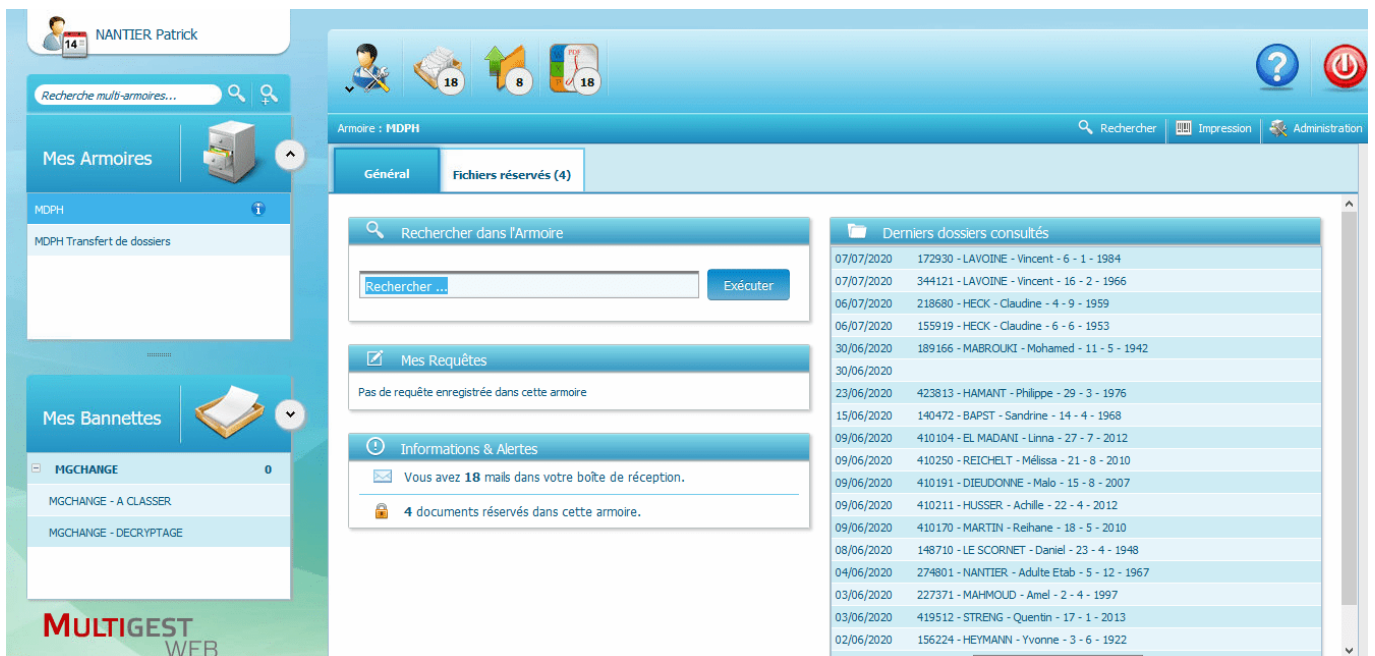 NANTIER Patrick
14
18
8
PDF
18
?
Recherche multi-armoires...
Mes Armoires
MDPH
MDPH Transfert de dossiers
Mes Bannettes
MGCHANGE 0
MGCHANGE - A CLASSER
MGCHANGE - DECRYPTAGE
MULTIGEST
WEB
Armoire : MDPH
Rechercher
Impression
Administration
Général
Fichiers réservés (4)
Rechercher dans l'Armoire
Rechercher ...
Exécuter
Mes Requêtes
Pas de requête enregistrée dans cette armoire
Informations & Alertes
Vous avez 18 mails dans votre boîte de réception.
4 documents réservés dans cette armoire.
Derniers dossiers consultés
07/07/2020 172930 - LAVOINE - Vincent - 6 - 1 - 1984
07/07/2020 344121 - LAVOINE - Vincent - 16 - 2 - 1966
06/07/2020 218680 - HECK - Claudine - 4 - 9 - 1959
06/07/2020 155919 - HECK - Claudine - 6 - 6 - 1953
30/06/2020 189166 - MABROUKI - Mohamed - 11 - 5 - 1942
30/06/2020
23/06/2020 423813 - HAMANT - Philippe - 29 - 3 - 1976
15/06/2020 140472 - BAPST - Sandrine - 14 - 4 - 1968
09/06/2020 410104 - EL MADANI - Linna - 27 - 7 - 2012
09/06/2020 410250 - REICHELT - Mélissa - 21 - 8 - 2010
09/06/2020 410191 - DIEUDONNE - Malo - 15 - 8 - 2007
09/06/2020 410211 - HUSSER - Achille - 22 - 4 - 2012
09/06/2020 410170 - MARTIN - Reihane - 18 - 5 - 2010
08/06/2020 148710 - LE SCORNET - Daniel - 23 - 4 - 1948
04/06/2020 274801 - NANTIER - Adulte Etab - 5 - 12 - 1967
03/06/2020 227371 - MAHMOUD - Amel - 2 - 4 - 1997
03/06/2020 419512 - STRENG - Quentin - 17 - 1 - 2013
02/06/2020 156224 - HEYMANN - Yvonne - 3 - 6 - 1922